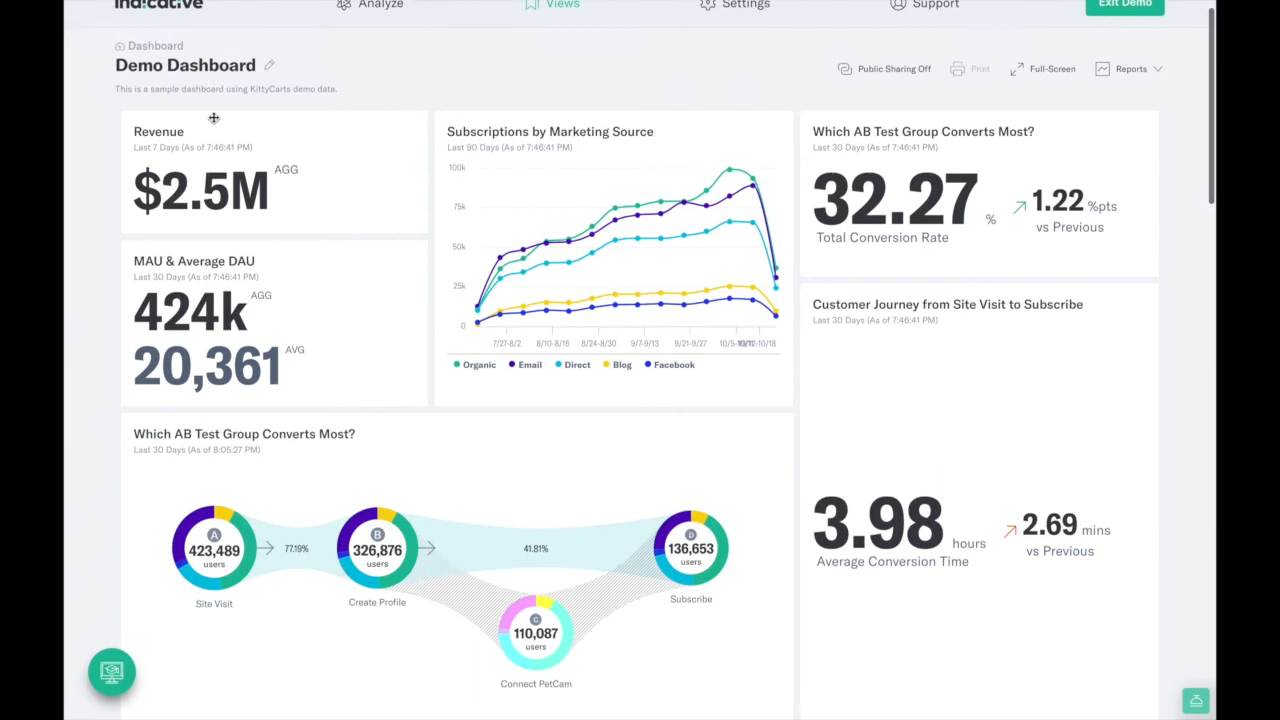 indicative
Analyze
Views
Settings
Support
Exit Demo
Dashboard
Demo Dashboard
This is a sample dashboard using KittyCarts demo data.
Public Sharing Off
Print
Full-Screen
Reports
Revenue
Last 7 Days (As of 7:46:41 PM)
$2.5M AGG
MAU & Average DAU
Last 30 Days (As of 7:46:41 PM)
424k AGG
20,361 AVG
Subscriptions by Marketing Source
Last 90 Days (As of 7:46:41 PM)
100k
75k
50k
25k
0
7/27-8/2 8/10-8/16 8/24-8/30 9/7-9/13 9/21-9/27 10/5- 10/12-10/18
Organic Email Direct Blog Facebook
Which AB Test Group Converts Most?
Last 30 Days (As of 7:46:41 PM)
32.27 %
Total Conversion Rate
1.22 %pts
vs Previous
Customer Journey from Site Visit to Subscribe
Last 30 Days (As of 7:46:41 PM)
3.98 hours
Average Conversion Time
2.69 mins
vs Previous
Which AB Test Group Converts Most?
Last 30 Days (As of 8:05:27 PM)
A
423,489
users
Site Visit
77.19%
B
326,876
users
Create Profile
41.81%
D
136,653
users
Subscribe
C
110,087
users
Connect PetCam